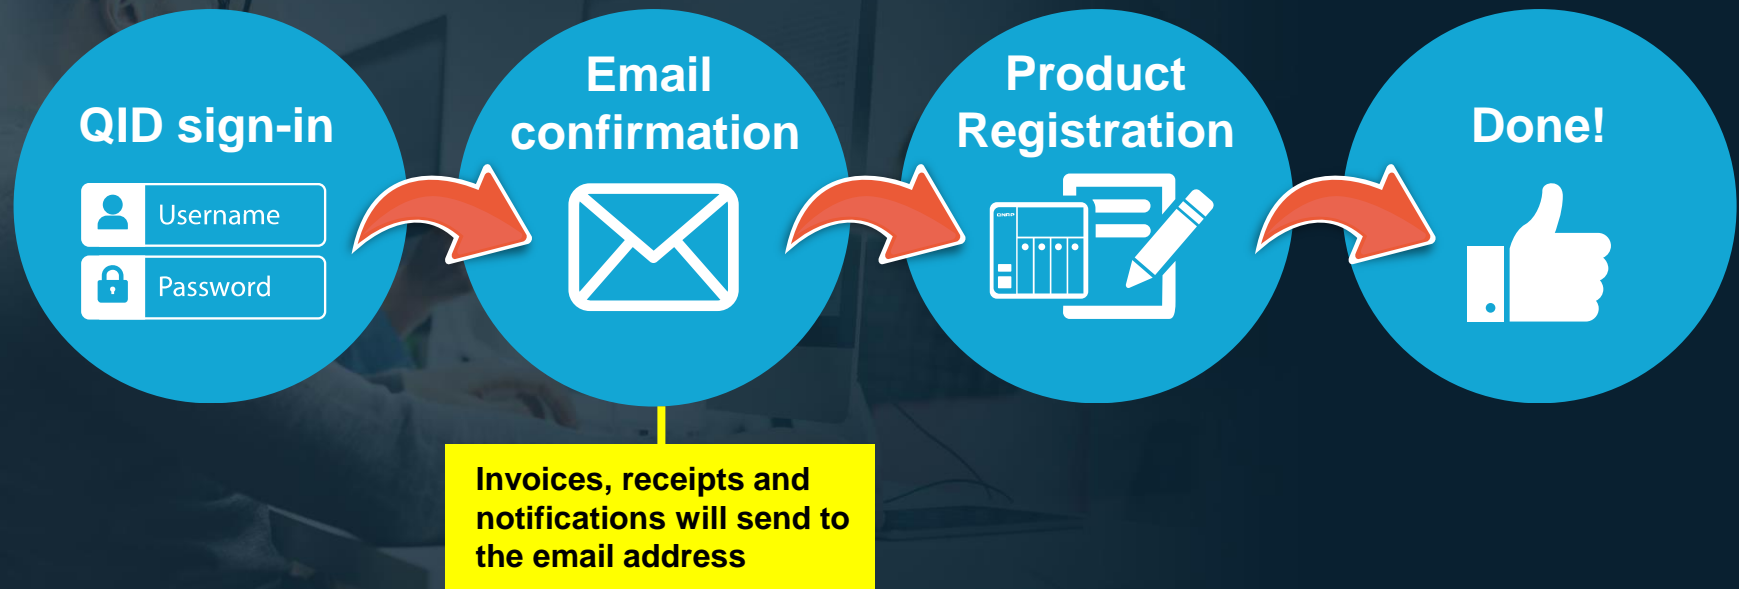 QID sign-in
Username
Password
Email
confirmation
Product
Registration
QNAP
Done!
Invoices, receipts and
notifications will send to
the email address